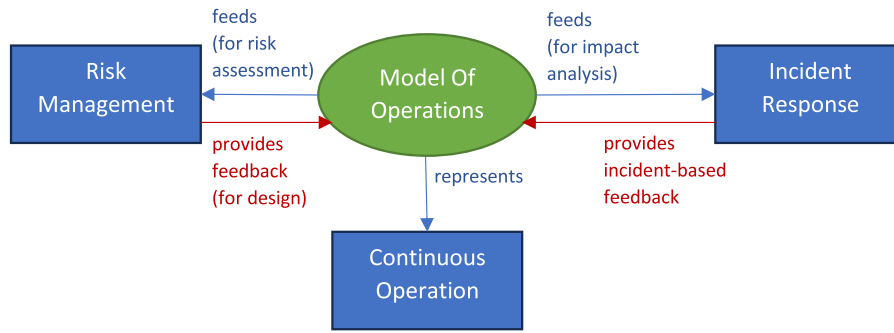 feeds
(for risk
assessment)
feeds
(for impact
analysis)
Risk
Management
Model Of
Operations
Incident
Response
provides
feedback
(for design)
provides
incident-based
feedback
represents
Continuous
Operation